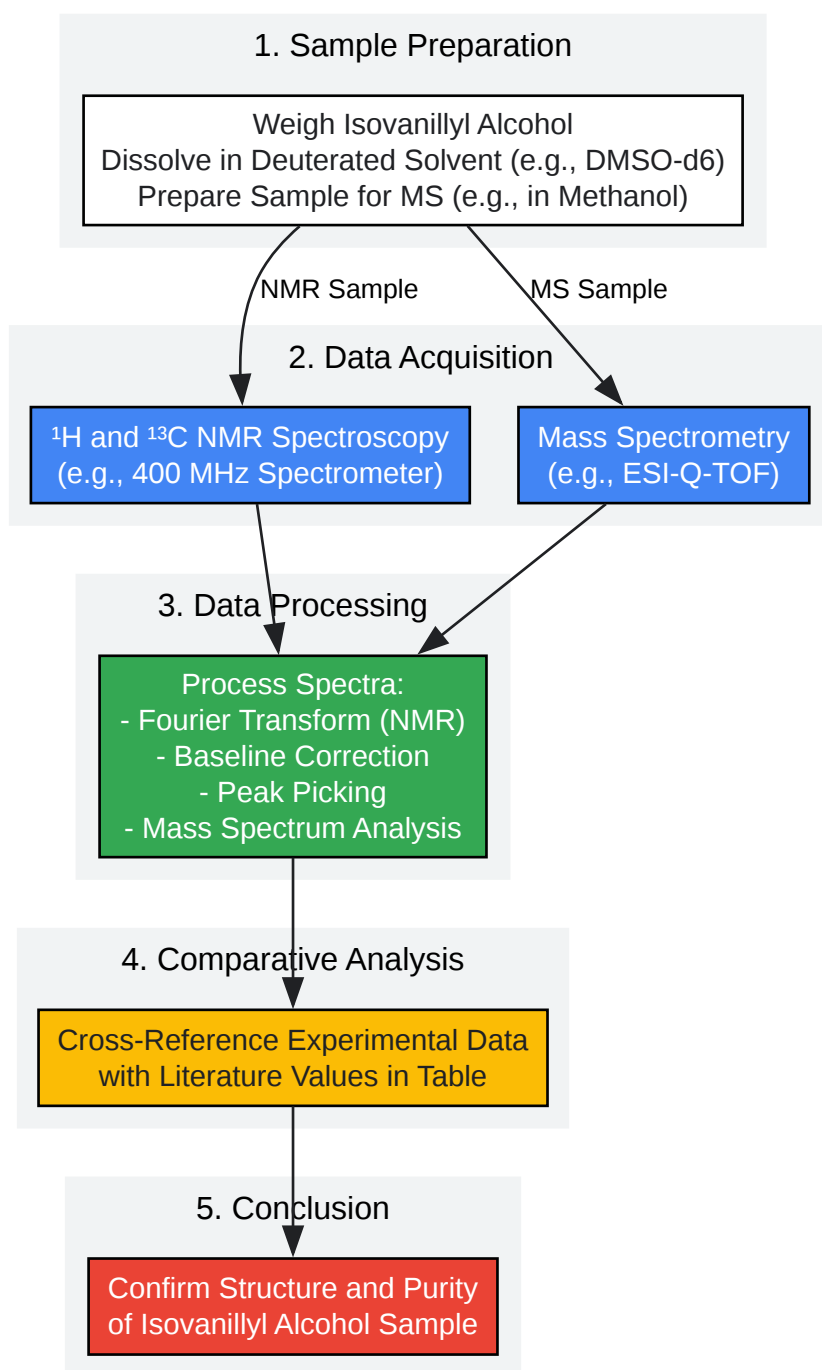 1. Sample Preparation
Weigh Isovanillyl Alcohol
Dissolve in Deuterated Solvent (e.g., DMSO-d6)
Prepare Sample for MS (e.g., in Methanol)
NMR Sample
MS Sample
2. Data Acquisition
¹H and ¹³C NMR Spectroscopy
(e.g., 400 MHz Spectrometer)
Mass Spectrometry
(e.g., ESI-Q-TOF)
3. Data Processing
Process Spectra:
- Fourier Transform (NMR)
- Baseline Correction
- Peak Picking
- Mass Spectrum Analysis
4. Comparative Analysis
Cross-Reference Experimental Data
with Literature Values in Table
5. Conclusion
Confirm Structure and Purity
of Isovanillyl Alcohol Sample